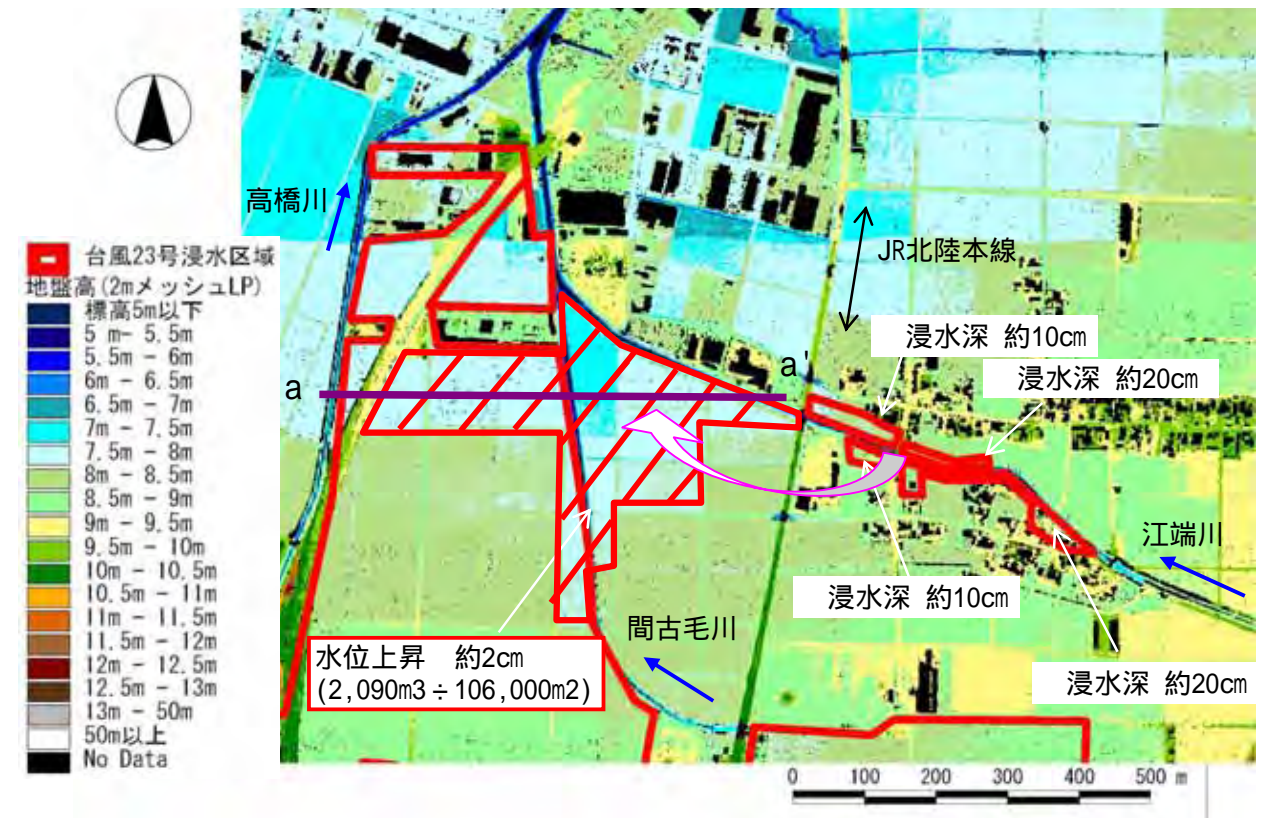 高橋川
JR北陸本線
台風23号浸水区域
地盤高(2mメッシュLP)
標高5m以下
5 m- 5.5m
5.5m - 6m
6m - 6.5m
6.5m - 7m
7m - 7.5m
7.5m - 8m
8m - 8.5m
8.5m - 9m
9m - 9.5m
9.5m - 10m
10m - 10.5m
10.5m - 11m
11m - 11.5m
11.5m - 12m
12m - 12.5m
12.5m - 13m
13m - 50m
50m以上
No Data
浸水深 約10cm
浸水深 約20cm
a
a'
江端川
浸水深 約10cm
間古毛川
水位上昇 約2cm
(2,090m3÷106,000m2)
浸水深 約20cm
0 100 200 300 400 500 m